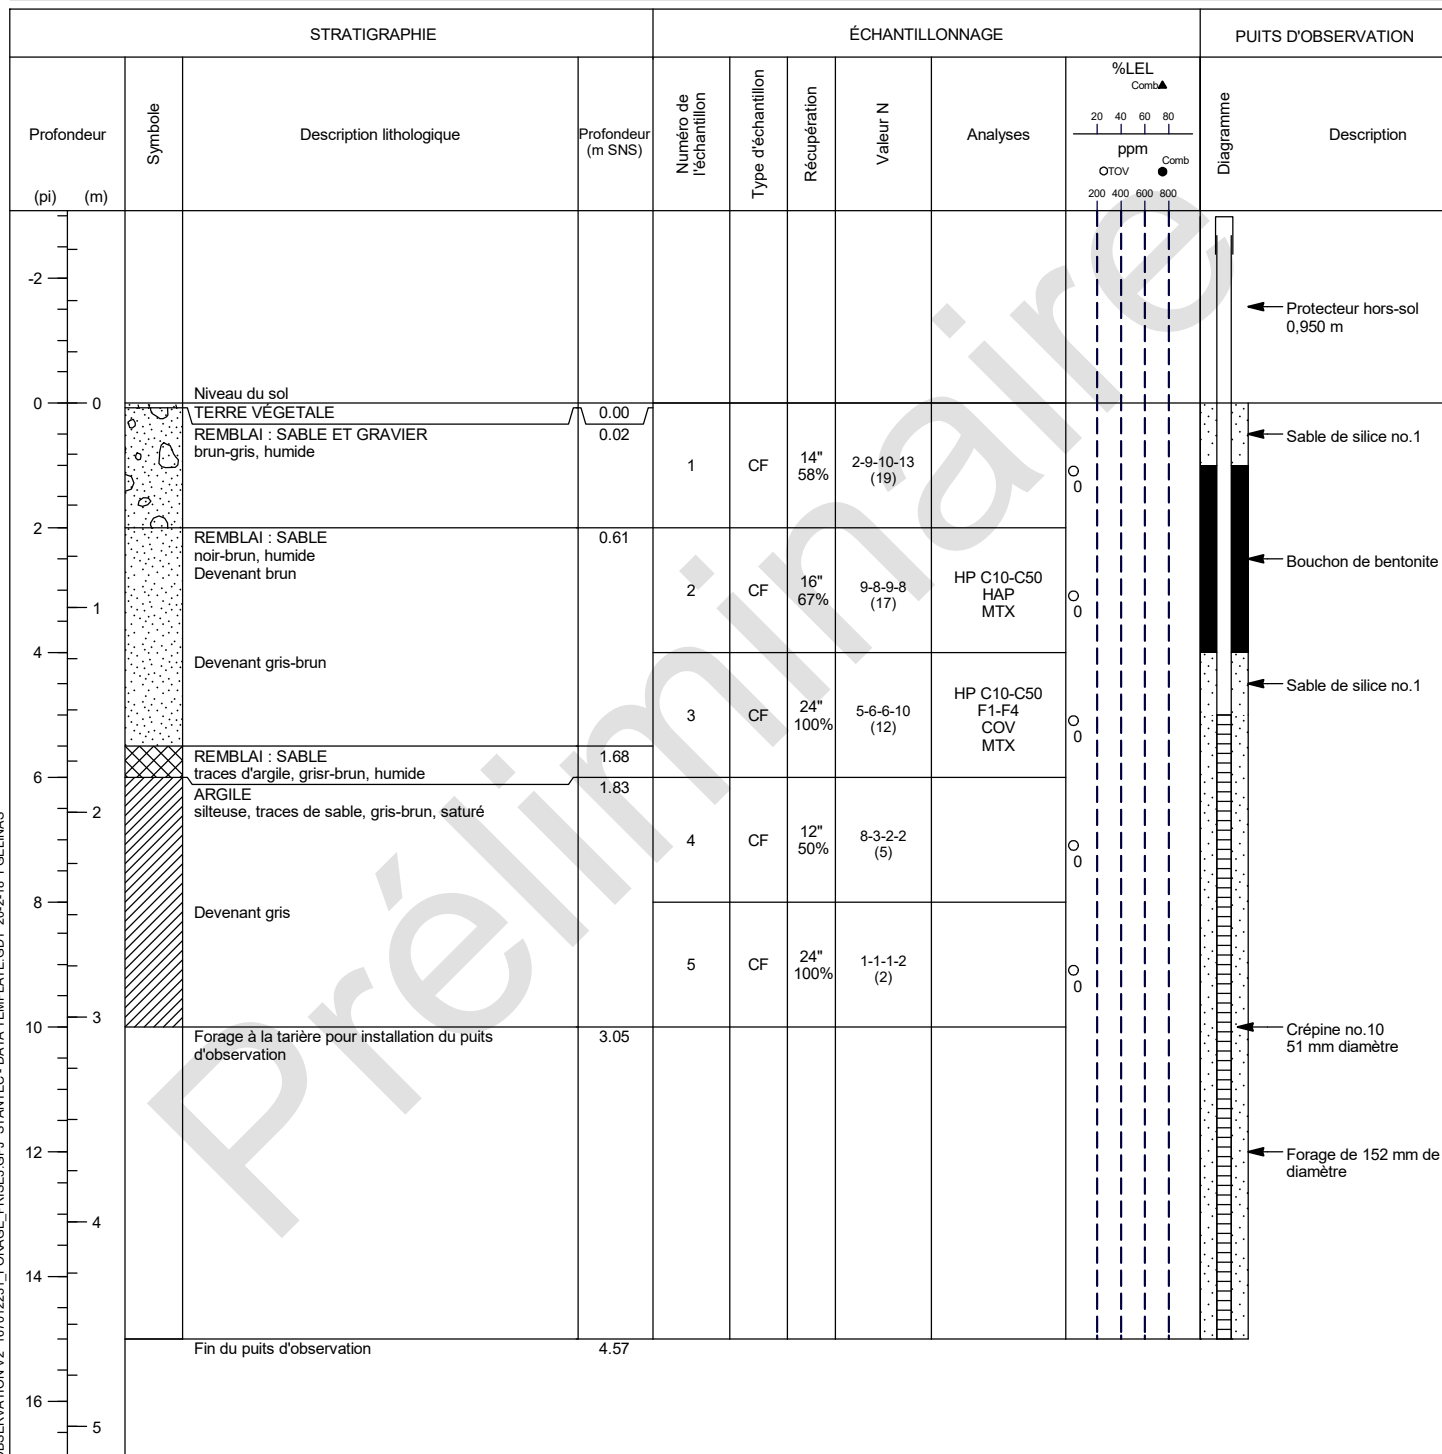 STRATIGRAPHIE
ÉCHANTILLONNAGE
PUITS D'OBSERVATION
Profondeur
(pi) (m)
Symbole
Description lithologique
Profondeur
(m SNS)
Numéro de
l'échantillon
Type d'échantillon
Récupération
Valeur N
Analyses
%LEL
Comb
20 40 60 80
ppm
TOV Comb
200 400 600 800
Diagramme
Description
-2
Protecteur hors-sol
0,950 m
Niveau du sol
0 0
TERRE VÉGETALE 0.00
REMBLAI : SABLE ET GRAVIER 0.02
brun-gris, humide
1 CF 14" 2-9-10-13
58% (19)
0
Sable de silice no.1
2
REMBLAI : SABLE 0.61
noir-brun, humide
Devenant brun
2 CF 16" 9-8-9-8
67% (17)
HP C10-C50
HAP
MTX
0
Bouchon de bentonite
1
4
Devenant gris-brun
3 CF 24" 5-6-6-10
100% (12)
HP C10-C50
F1-F4
COV
MTX
0
Sable de silice no.1
REMBLAI : SABLE 1.68
traces d'argile, grisr-brun, humide
6
ARGILE 1.83
silteuse, traces de sable, gris-brun, saturé
2
4 CF 12" 8-3-2-2
50% (5)
0
8
Devenant gris
5 CF 24" 1-1-1-2
100% (2)
0
10 3
Forage à la tarière pour installation du puits 3.05
d'observation
Crépine no.10
51 mm diamètre
12
Forage de 152 mm de
diamètre
4
14
Fin du puits d'observation 4.57
16
5
Préliminaire